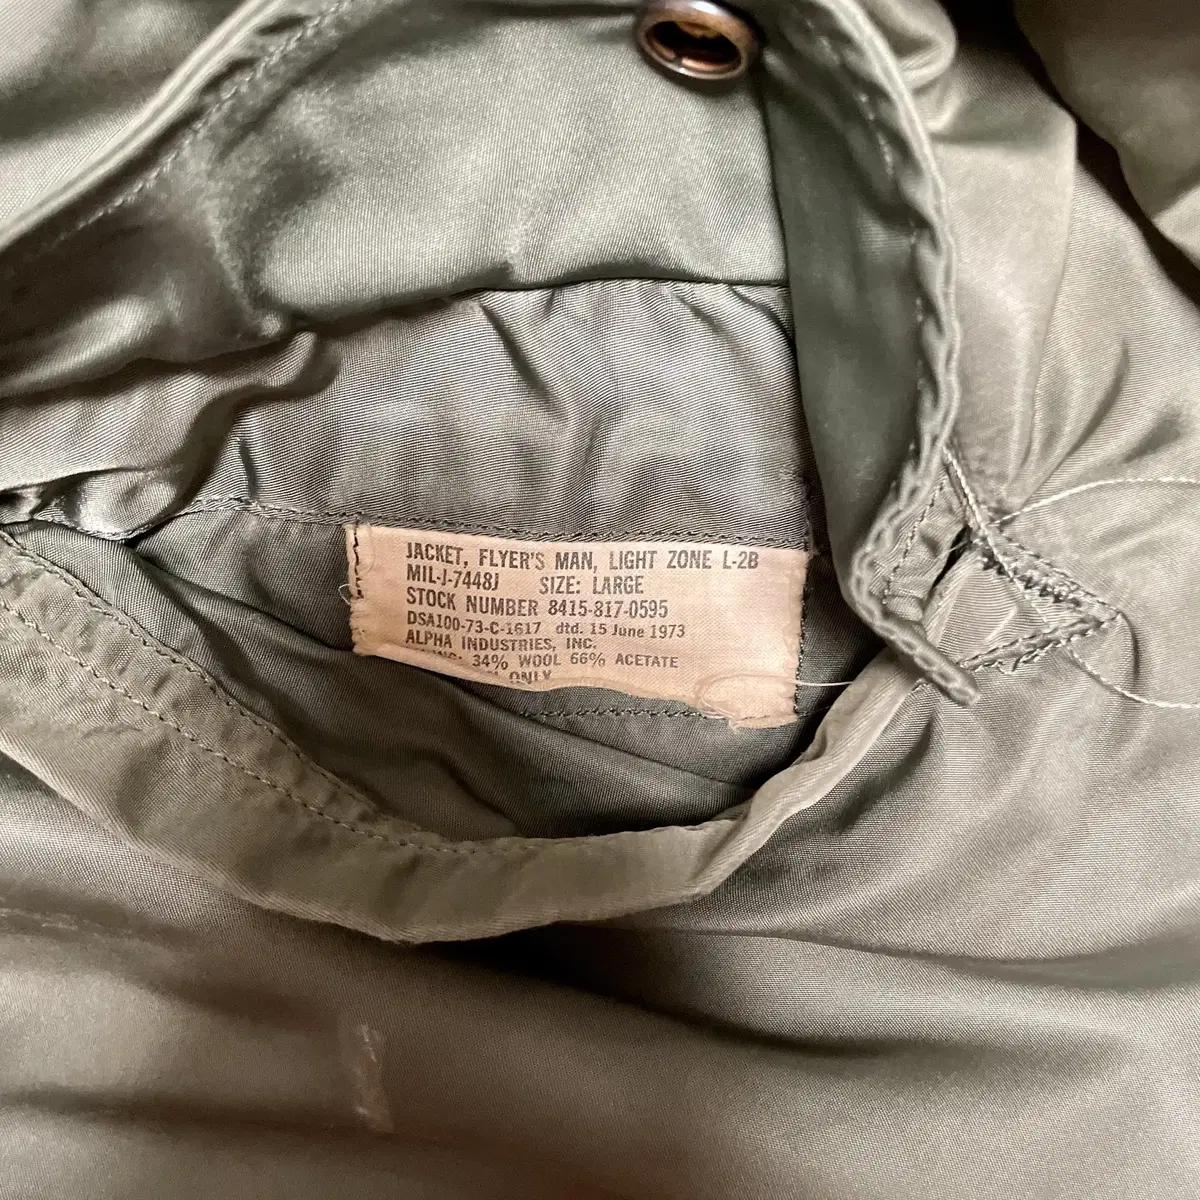 JACKET, FLYER'S MAN, LIGHT ZONE L-2B
MIL-J-7448J SIZE: LARGE
STOCK NUMBER 8415-817-0595
DSA100-73-C-1617 dtd. 15 June 1973
ALPHA INDUSTRIES, INC.
34% WOOL 66% ACETATE
ONLY